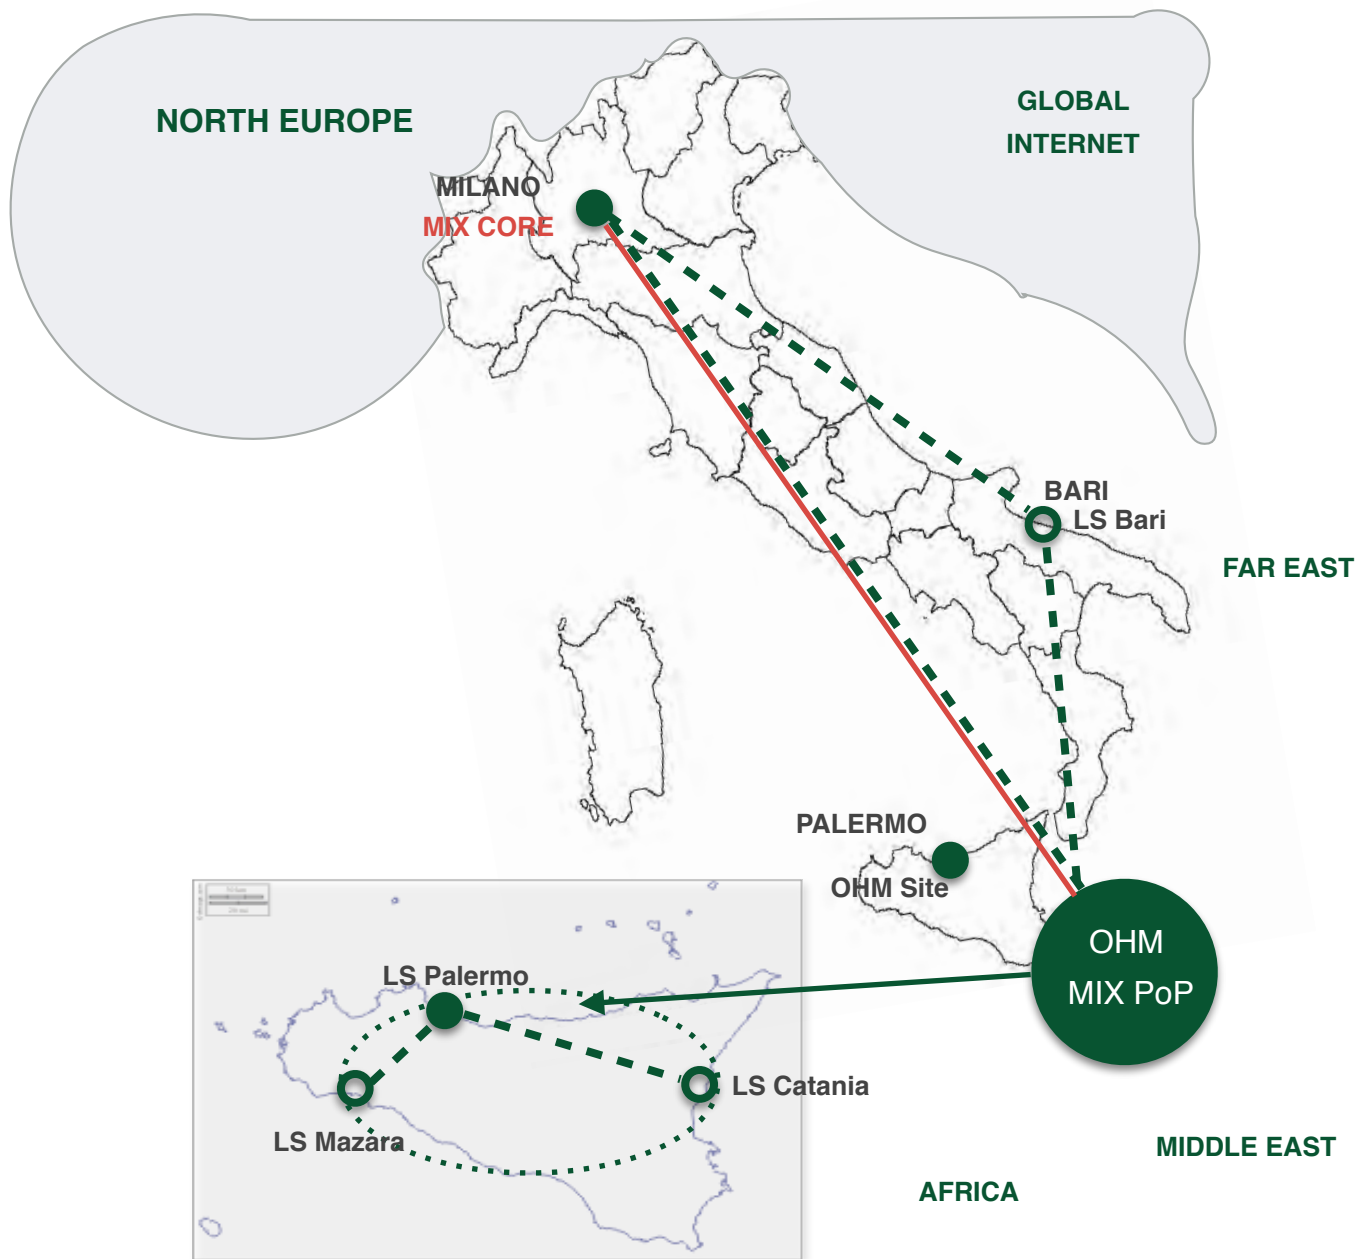 NORTH EUROPE
GLOBAL
INTERNET
MILANO
MIX CORE
BARI
LS Bari
FAR EAST
PALERMO
OHM Site
OHM
MIX PoP
LS Palermo
LS Catania
LS Mazara
MIDDLE EAST
AFRICA